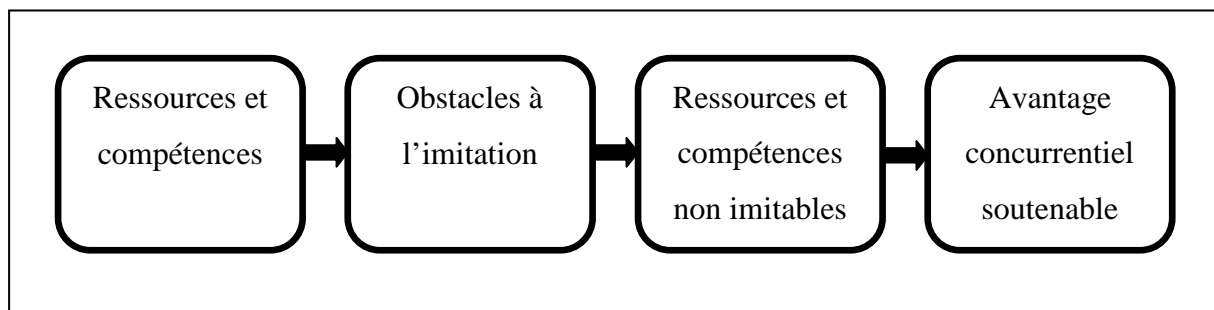 Ressources et
compétences
Obstacles à
l’imitation
Ressources et
compétences
non imitables
Avantage
concurrentiel
soutenable